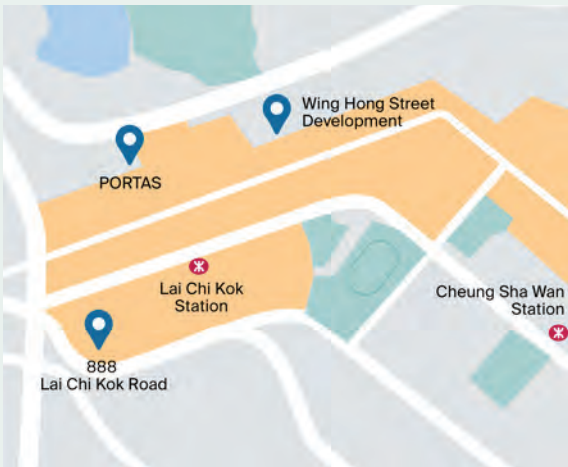 Wing Hong Street
Development
PORTAS
Lai Chi Kok
Station
Cheung Sha Wan
Station
888
Lai Chi Kok Road